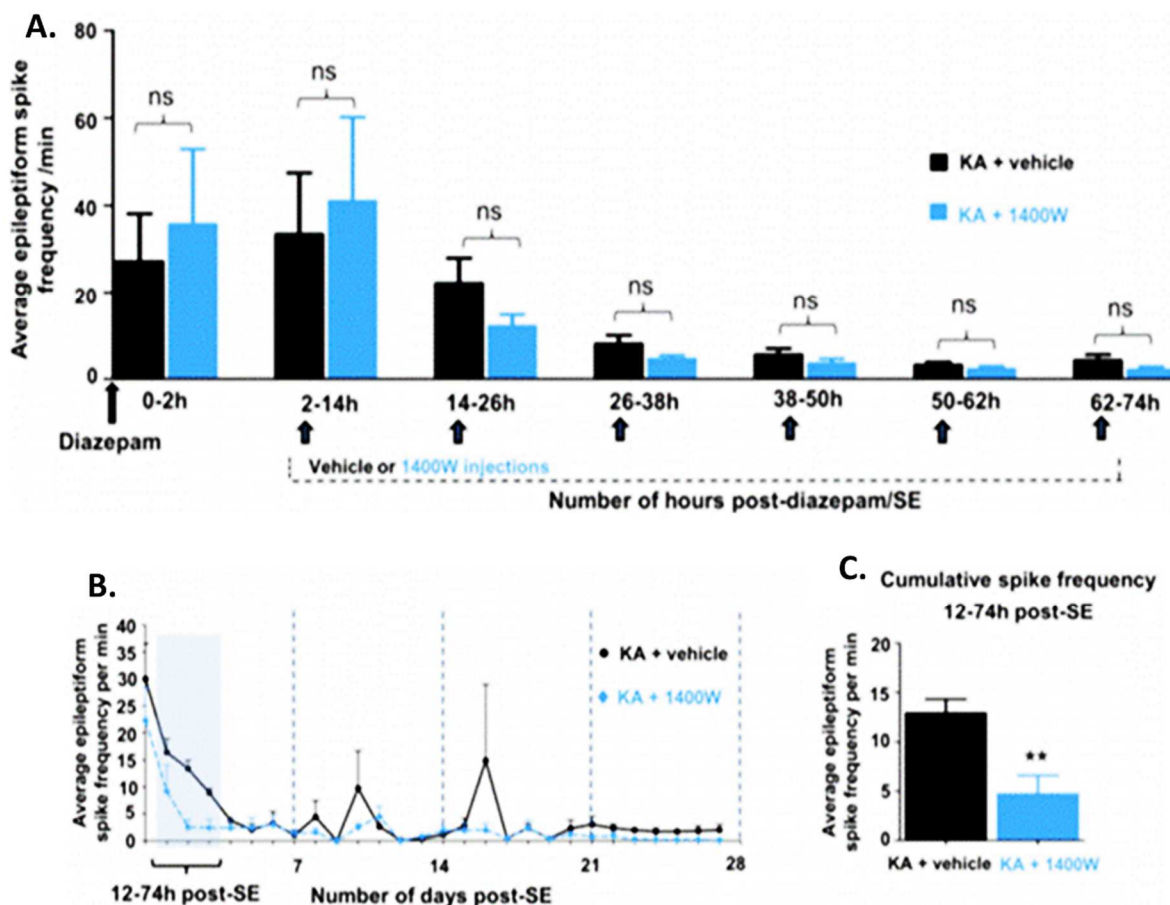 A.
80
60
40
20
0
Average epileptiform spike
frequency /min
ns
ns
ns
ns
ns
ns
ns
KA + vehicle
KA + 1400W
0-2h
2-14h
14-26h
26-38h
38-50h
50-62h
62-74h
Diazepam
Vehicle or 1400W injections
Number of hours post-diazepam/SE
B.
40
35
30
25
20
15
10
5
0
Average epileptiform
spike frequency per min
KA + vehicle
KA + 1400W
7
14
21
28
12-74h post-SE
Number of days post-SE
C.
Cumulative spike frequency
12-74h post-SE
20
15
10
5
0
Average epileptiform
spike frequency per min
**
KA + vehicle
KA + 1400W